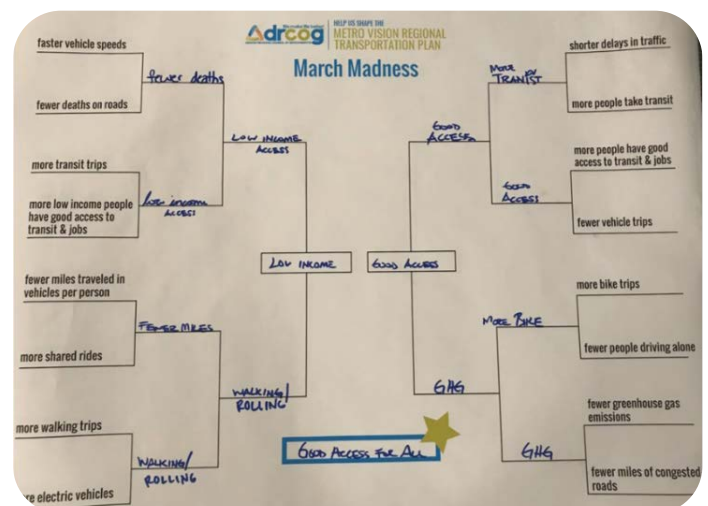 drcog
HELP US SHAPE THE
METRO VISION REGIONAL
TRANSPORTATION PLAN
March Madness
faster vehicle speeds
fewer deaths
fewer deaths on roads
LOW INCOME
ACCESS
more transit trips
low income
ACCESS
more low income people
have good access to
transit & jobs
LOW INCOME
fewer miles traveled in
vehicles per person
FEWER MILES
more shared rides
WALKING/
ROLLING
more walking trips
WALKING/
ROLLING
re electric vehicles
shorter delays in traffic
MORE
TRANSIT
more people take transit
GOOD
ACCESS
more people have good
access to transit & jobs
GOOD
ACCESS
fewer vehicle trips
GOOD ACCESS
more bike trips
MORE BIKE
fewer people driving alone
GHG
fewer greenhouse gas
emissions
GHG
fewer miles of congested
roads
GOOD ACCESS FOR ALL